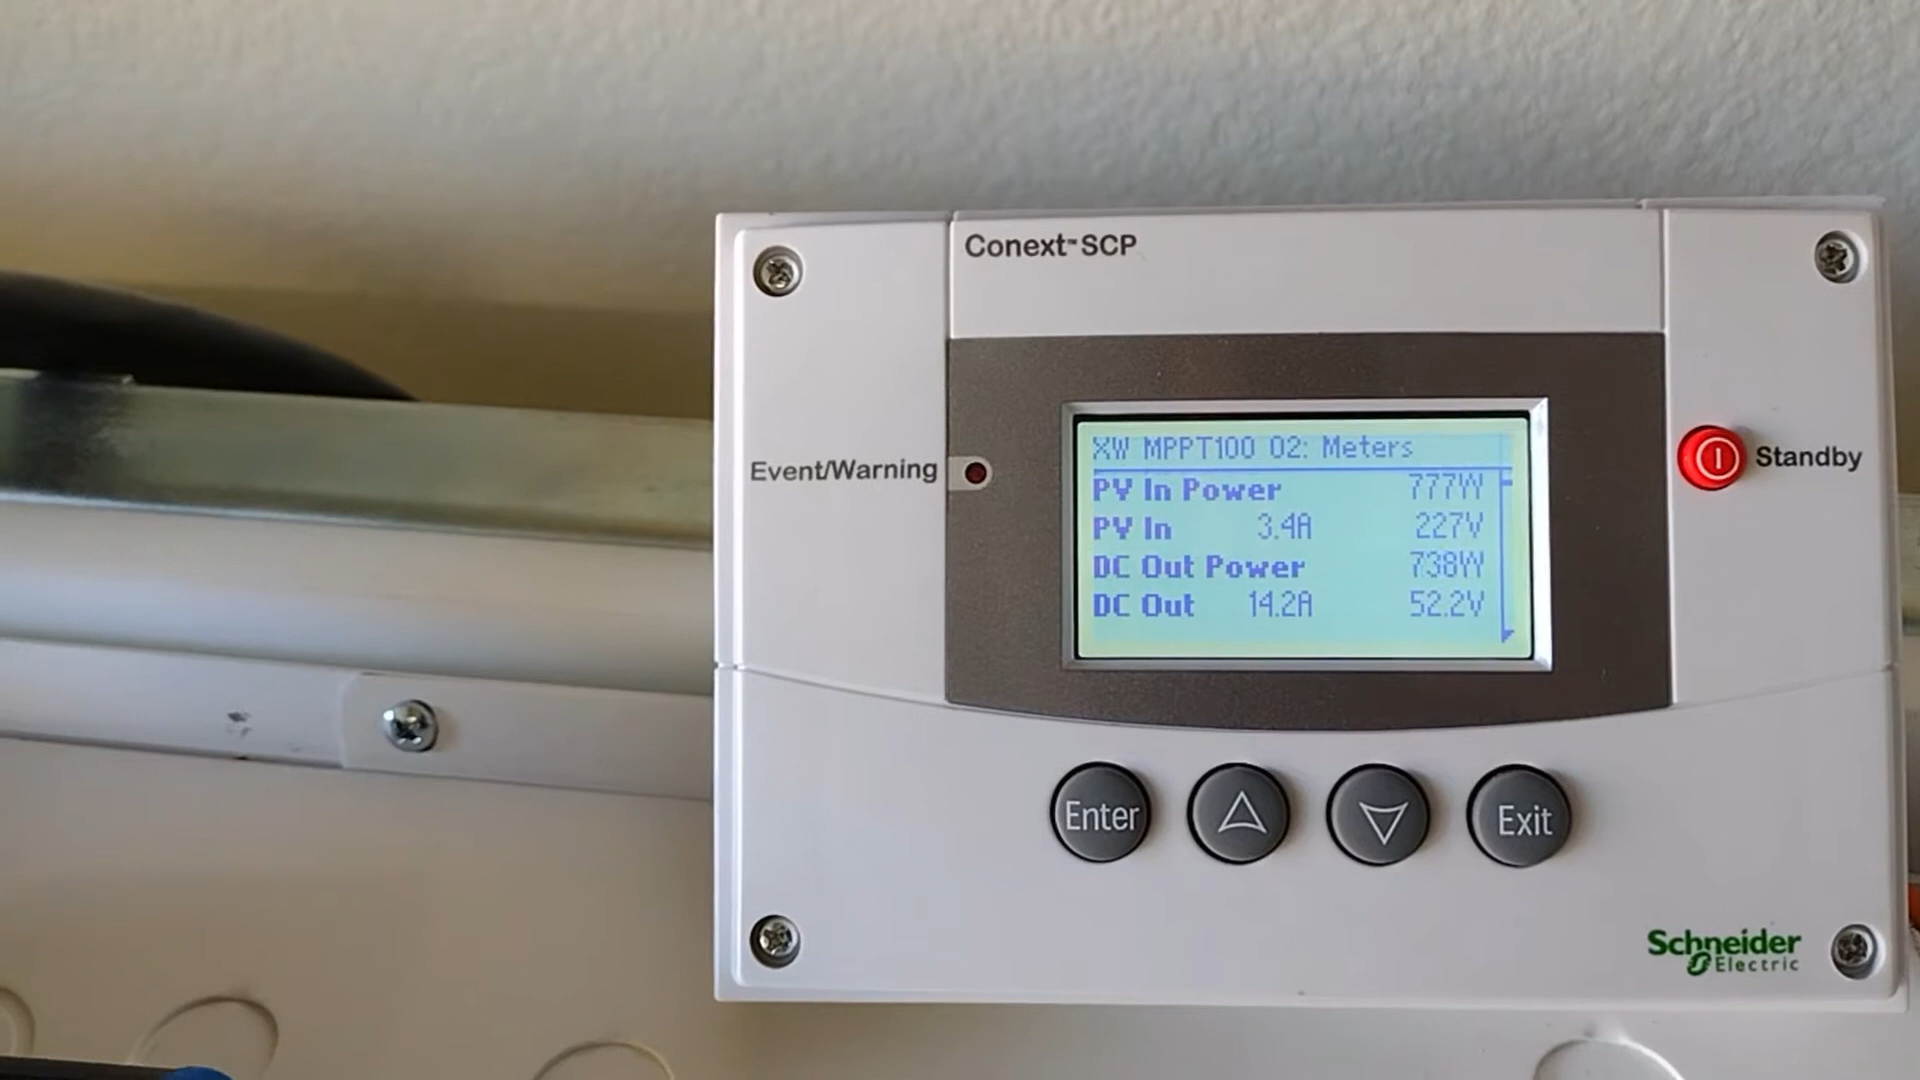 Conext™ SCP
Event/Warning
XW MPPT100 02: Meters
PV In Power 777W
PV In 3.4A 227V
DC Out Power 738W
DC Out 14.2A 52.2V
Standby
Enter
Exit
Schneider
Electric